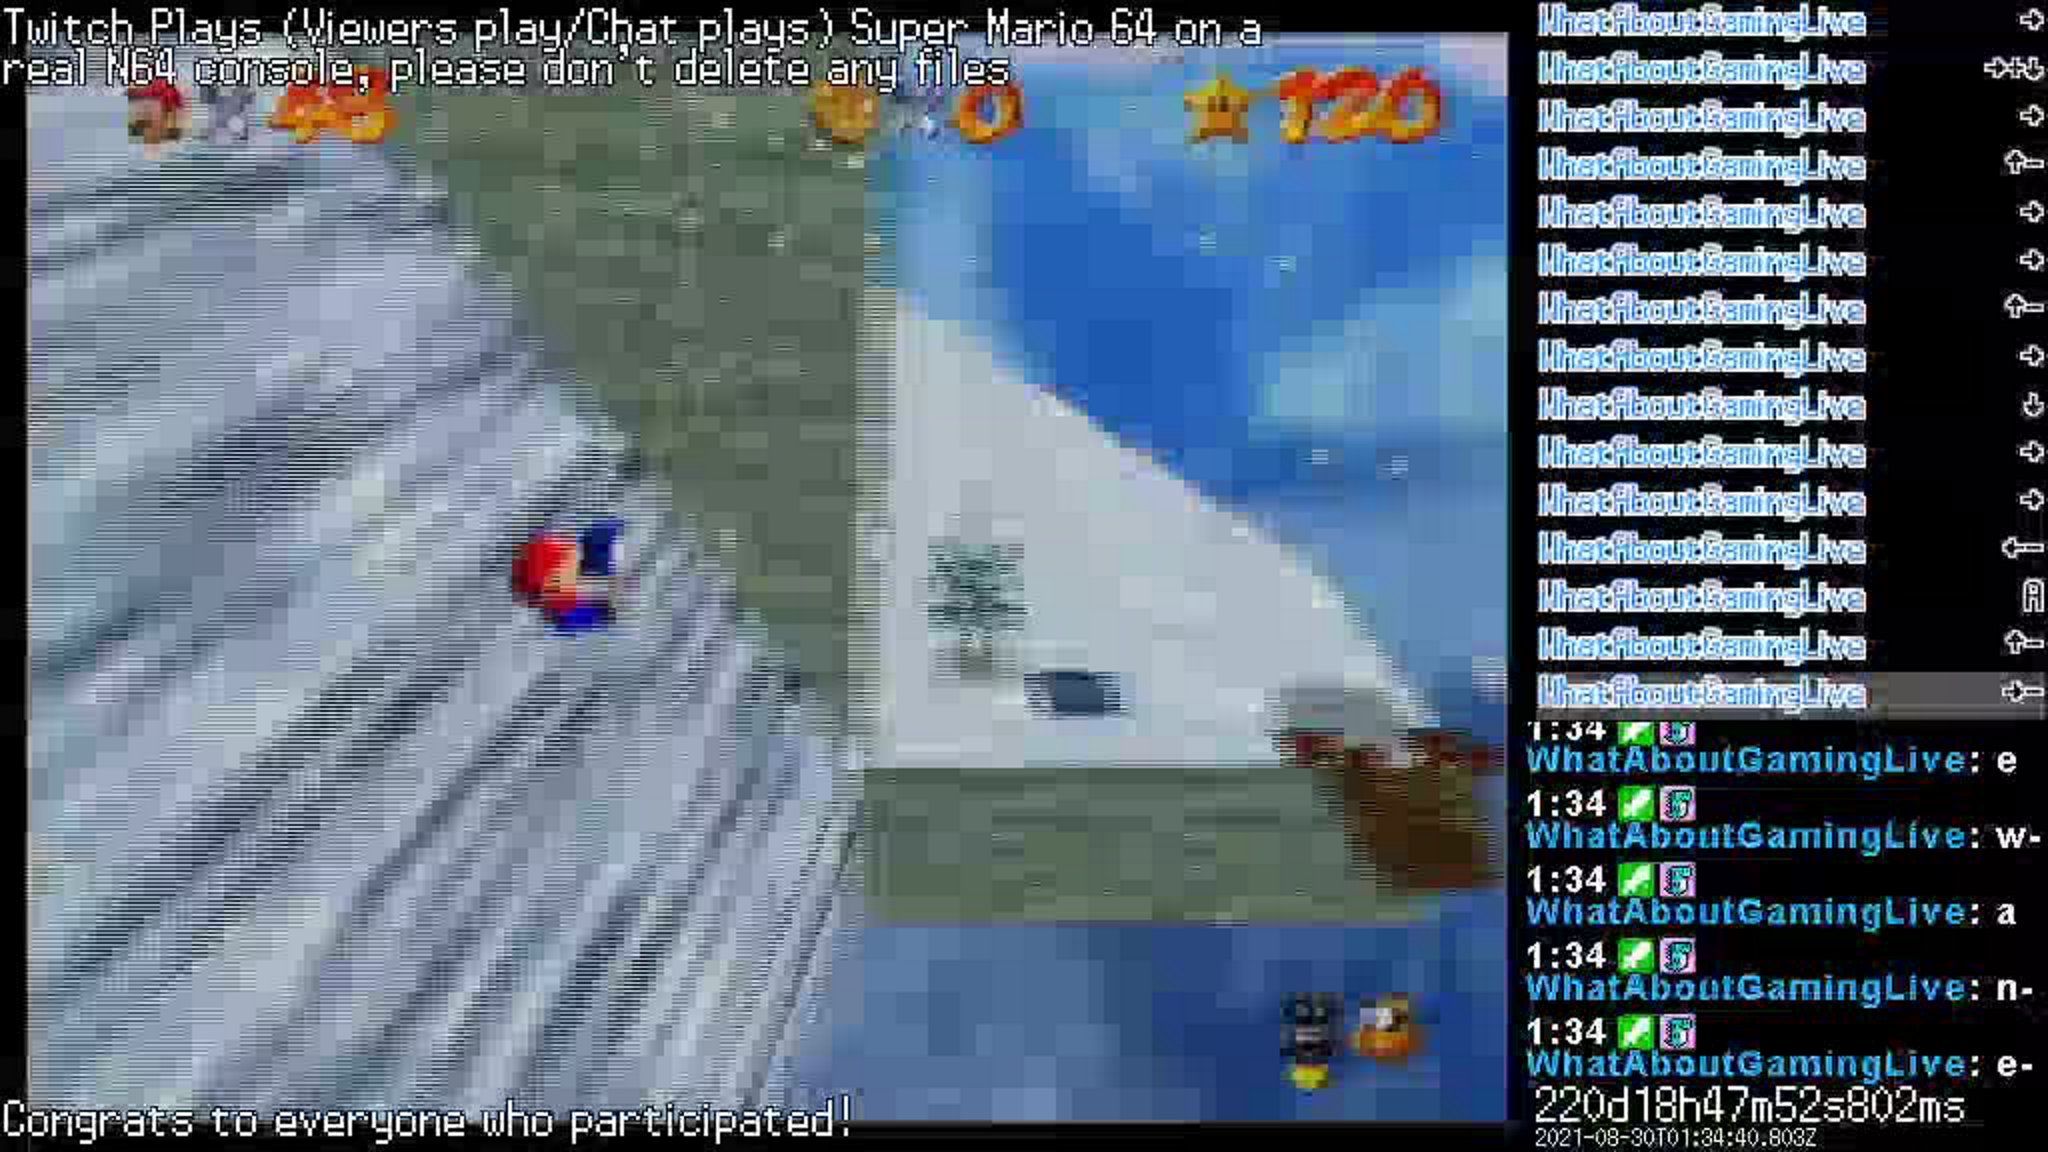 Twitch Plays (Viewers play/Chat plays) Super Mario 64 on a
real N64 console, please don't delete any files
0
120
Congrats to everyone who participated!
WhatAboutGamingLive
WhatAboutGamingLive
WhatAboutGamingLive
WhatAboutGamingLive
WhatAboutGamingLive
WhatAboutGamingLive
WhatAboutGamingLive
WhatAboutGamingLive
WhatAboutGamingLive
WhatAboutGamingLive
WhatAboutGamingLive
WhatAboutGamingLive
WhatAboutGamingLive A
WhatAboutGamingLive
WhatAboutGamingLive
1:34
WhatAboutGamingLive: e
1:34
WhatAboutGamingLive: w-
1:34
WhatAboutGamingLive: a
1:34
WhatAboutGamingLive: n-
1:34
WhatAboutGamingLive: e-
220d18h47m52s802ms
2021-08-30T01:34:40.803Z